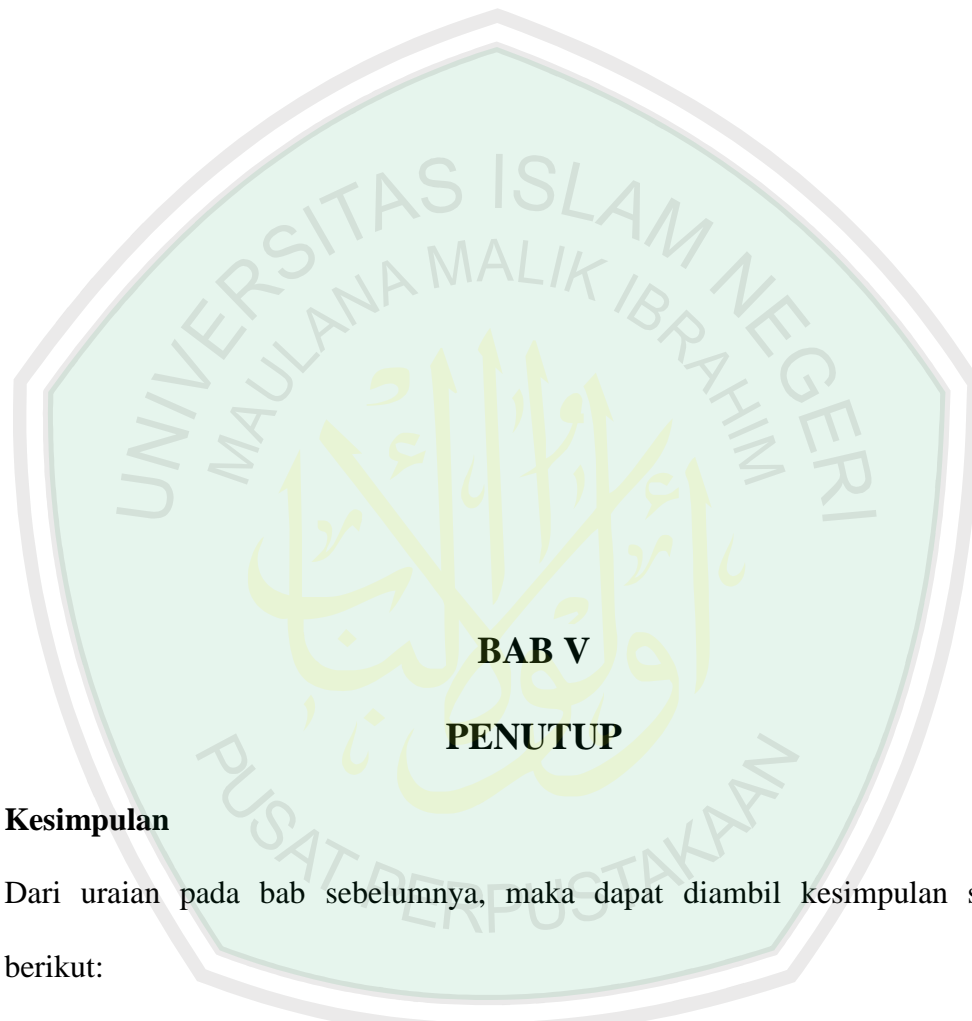 UNIVERSITAS ISLAM NEGERI
MAULANA MALIK IBRAHIM
BAB V
PENUTUP
PUSAT PERPUSTAKAAN
Kesimpulan
Dari uraian pada bab sebelumnya, maka dapat diambil kesimpulan s
berikut: